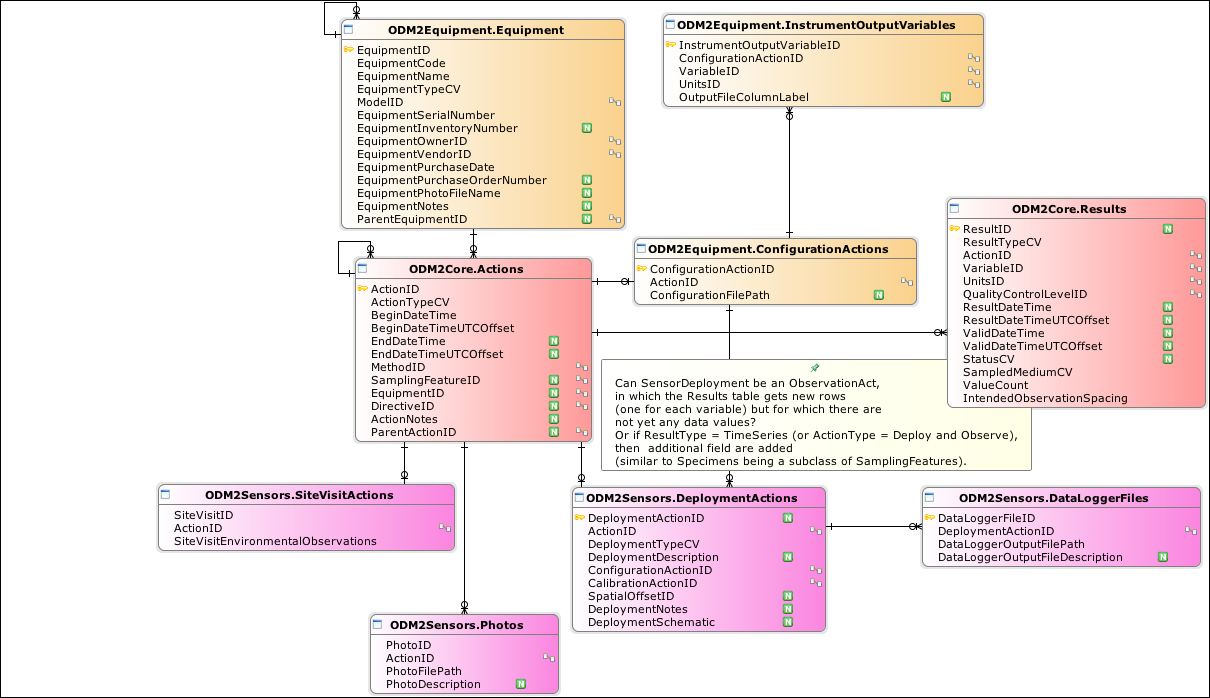 ODM2Equipment.Equipment
EquipmentID
EquipmentCode
EquipmentName
EquipmentTypeCV
ModelID
EquipmentSerialNumber
EquipmentInventoryNumber N
EquipmentOwnerID
EquipmentVendorID
EquipmentPurchaseDate
EquipmentPurchaseOrderNumber N
EquipmentPhotoFileName N
EquipmentNotes N
ParentEquipmentID N
ODM2Equipment.InstrumentOutputVariables
InstrumentOutputVariableID
ConfigurationActionID
VariableID
UnitsID
OutputFileColumnLabel N
ODM2Core.Results
ResultID N
ResultTypeCV
ActionID
VariableID
UnitsID
QualityControlLevelID
ResultDateTime N
ResultDateTimeUTCOffset N
ValidDateTime N
ValidDateTimeUTCOffset N
StatusCV N
SampledMediumCV
ValueCount
IntendedObservationSpacing
ODM2Equipment.ConfigurationActions
ConfigurationActionID
ActionID
ConfigurationFilePath N
ODM2Core.Actions
ActionID
ActionTypeCV
BeginDateTime
BeginDateTimeUTCOffset
EndDateTime N
EndDateTimeUTCOffset N
MethodID
SamplingFeatureID N
EquipmentID N
DirectiveID N
ActionNotes N
ParentActionID N
Can SensorDeployment be an ObservationAct,
in which the Results table gets new rows
(one for each variable) but for which there are
not yet any data values?
Or if ResultType = TimeSeries (or ActionType = Deploy and Observe),
then additional field are added
(similar to Specimens being a subclass of SamplingFeatures).
ODM2Sensors.SiteVisitActions
SiteVisitID
ActionID
SiteVisitEnvironmentalObservations
ODM2Sensors.DeploymentActions
DeploymentActionID N
ActionID
DeploymentTypeCV
DeploymentDescription N
ConfigurationActionID
CalibrationActionID
SpatialOffsetID N
DeploymentNotes N
DeploymentSchematic N
ODM2Sensors.DataLoggerFiles
DataLoggerFileID
DeploymentActionID
DataLoggerOutputFilePath
DataLoggerOutputFileDescription N
ODM2Sensors.Photos
PhotoID
ActionID
PhotoFilePath
PhotoDescription N